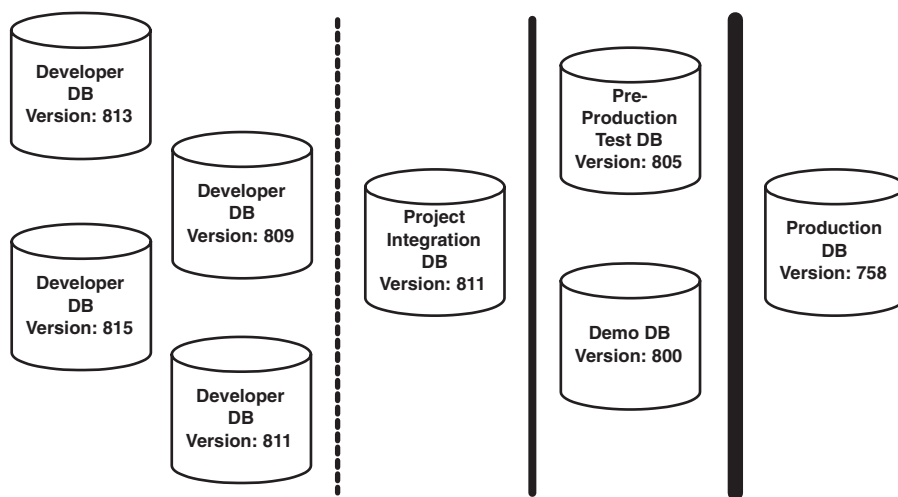 Developer
DB
Version: 813
Developer
DB
Version: 809
Developer
DB
Version: 815
Developer
DB
Version: 811
Project
Integration
DB
Version: 811
Pre-
Production
Test DB
Version: 805
Demo DB
Version: 800
Production
DB
Version: 758